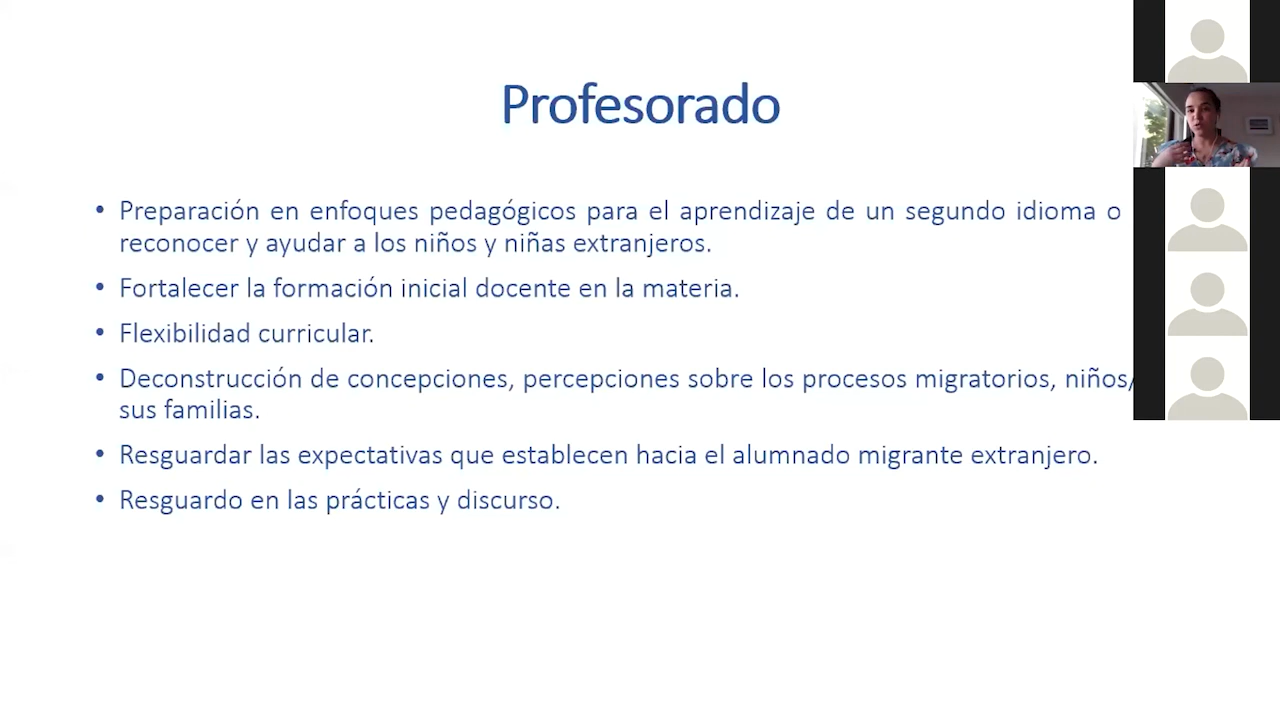 Profesorado
• Preparación en enfoques pedagógicos para el aprendizaje de un segundo idioma o
reconocer y ayudar a los niños y niñas extranjeros.
• Fortalecer la formación inicial docente en la materia.
• Flexibilidad curricular.
• Deconstrucción de concepciones, percepciones sobre los procesos migratorios, niños/
sus familias.
• Resguardar las expectativas que establecen hacia el alumnado migrante extranjero.
• Resguardo en las prácticas y discurso.